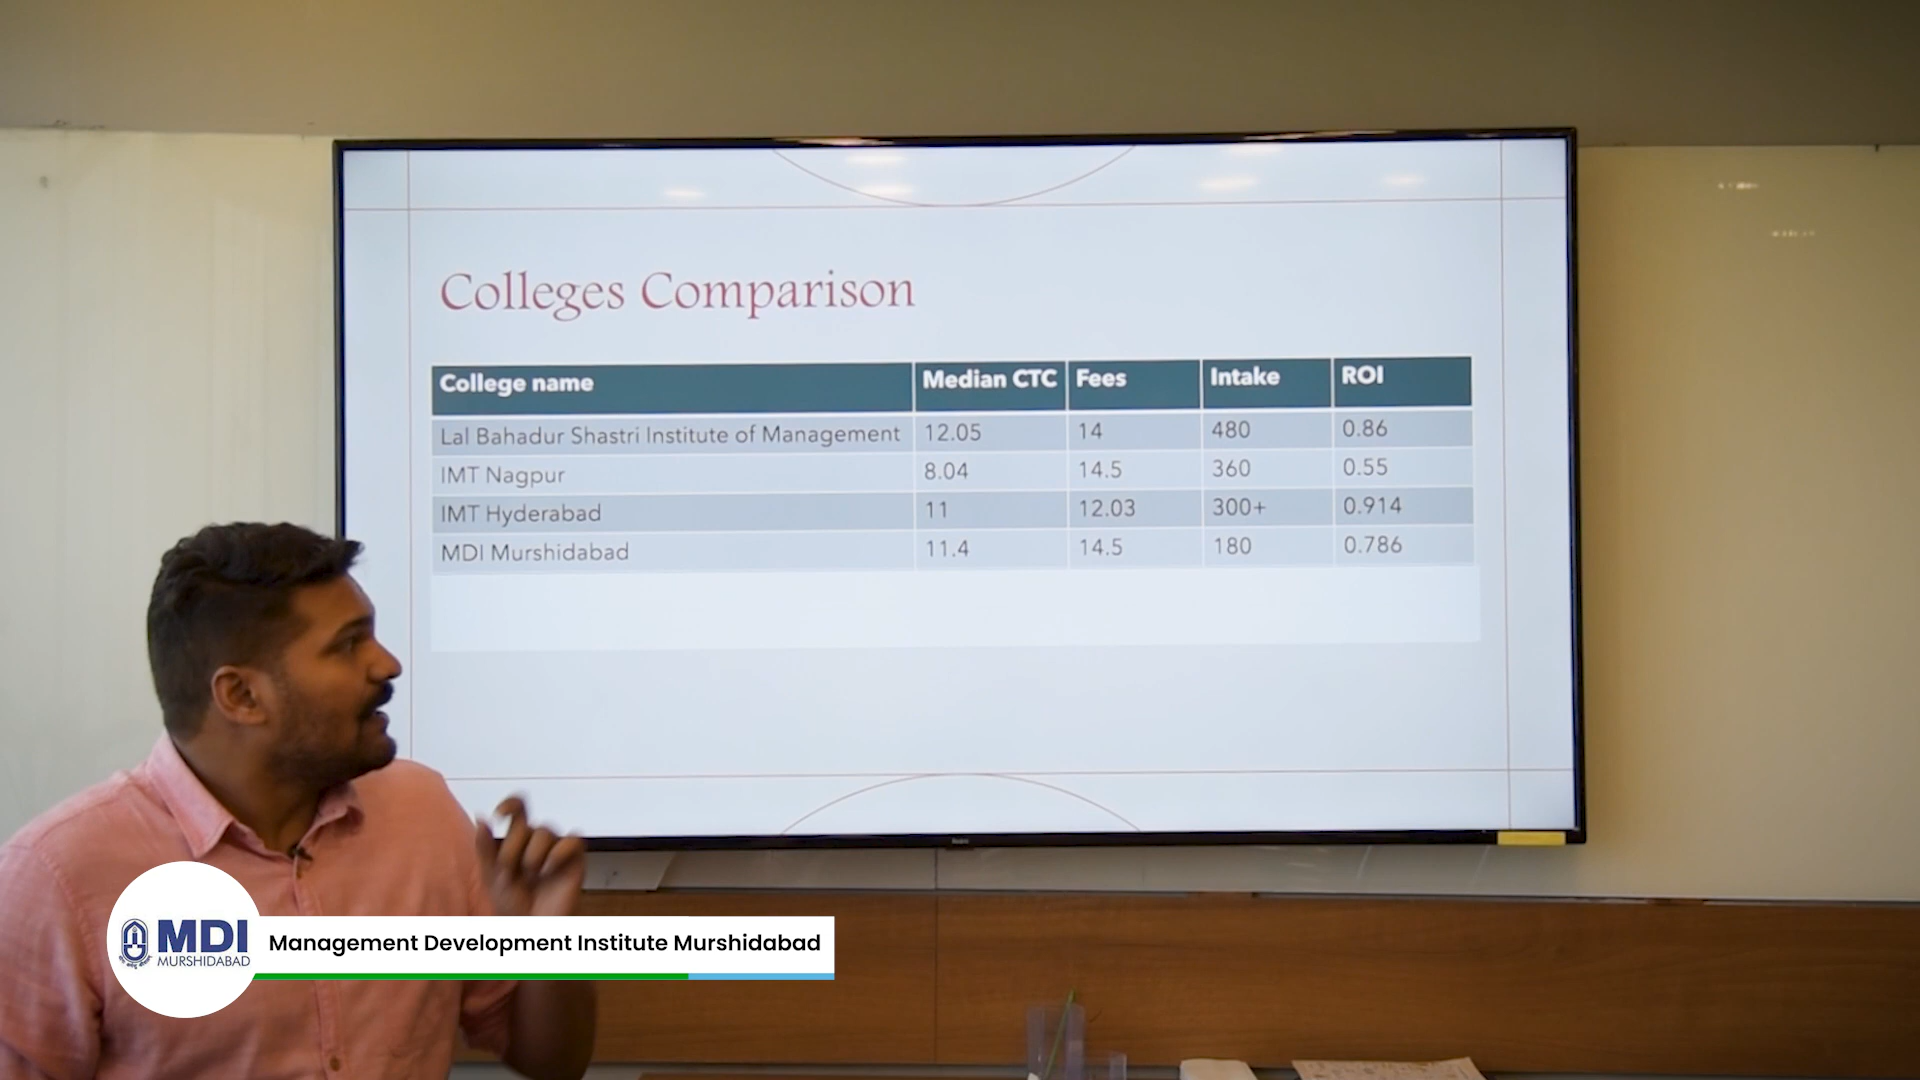 Colleges Comparison
College name Median CTC Fees Intake ROI
Lal Bahadur Shastri Institute of Management 12.05 14 480 0.86
IMT Nagpur 8.04 14.5 360 0.55
IMT Hyderabad 11 12.03 300+ 0.914
MDI Murshidabad 11.4 14.5 180 0.786
MDI
MURSHIDABAD
Management Development Institute Murshidabad